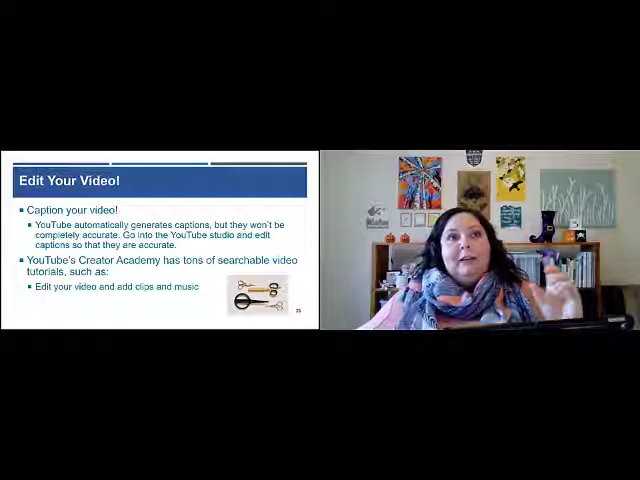 Edit Your Video!
Caption your video!
YouTube automatically generates captions, but they won't be
completely accurate. Go into the YouTube studio and edit
captions so that they are accurate.
YouTube's Creator Academy has tons of searchable video
tutorials, such as:
Edit your video and add clips and music